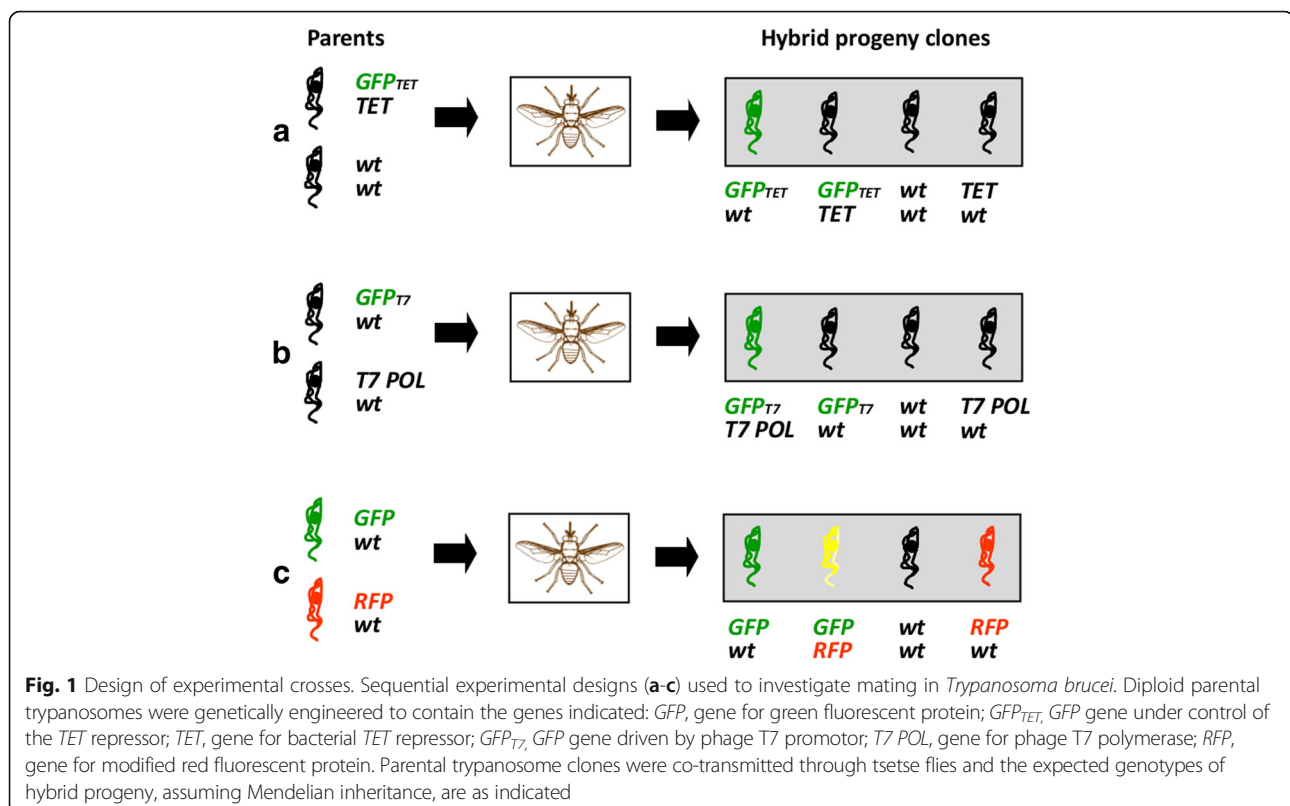 Parents
Hybrid progeny clones
a
GFPTET
TET
wt
wt
GFPTET
wt
GFPTET
TET
wt
wt
TET
wt
b
GFPT7
wt
T7 POL
wt
GFPT7
T7 POL
GFPT7
wt
wt
wt
T7 POL
wt
c
GFP
wt
RFP
wt
GFP
wt
GFP
RFP
wt
wt
RFP
wt
Fig. 1 Design of experimental crosses. Sequential experimental designs (a-c) used to investigate mating in Trypanosoma brucei. Diploid parental
trypanosomes were genetically engineered to contain the genes indicated: GFP, gene for green fluorescent protein; GFPTET, GFP gene under control of
the TET repressor; TET, gene for bacterial TET repressor; GFPT7, GFP gene driven by phage T7 promotor; T7 POL, gene for phage T7 polymerase; RFP,
gene for modified red fluorescent protein. Parental trypanosome clones were co-transmitted through tsetse flies and the expected genotypes of
hybrid progeny, assuming Mendelian inheritance, are as indicated